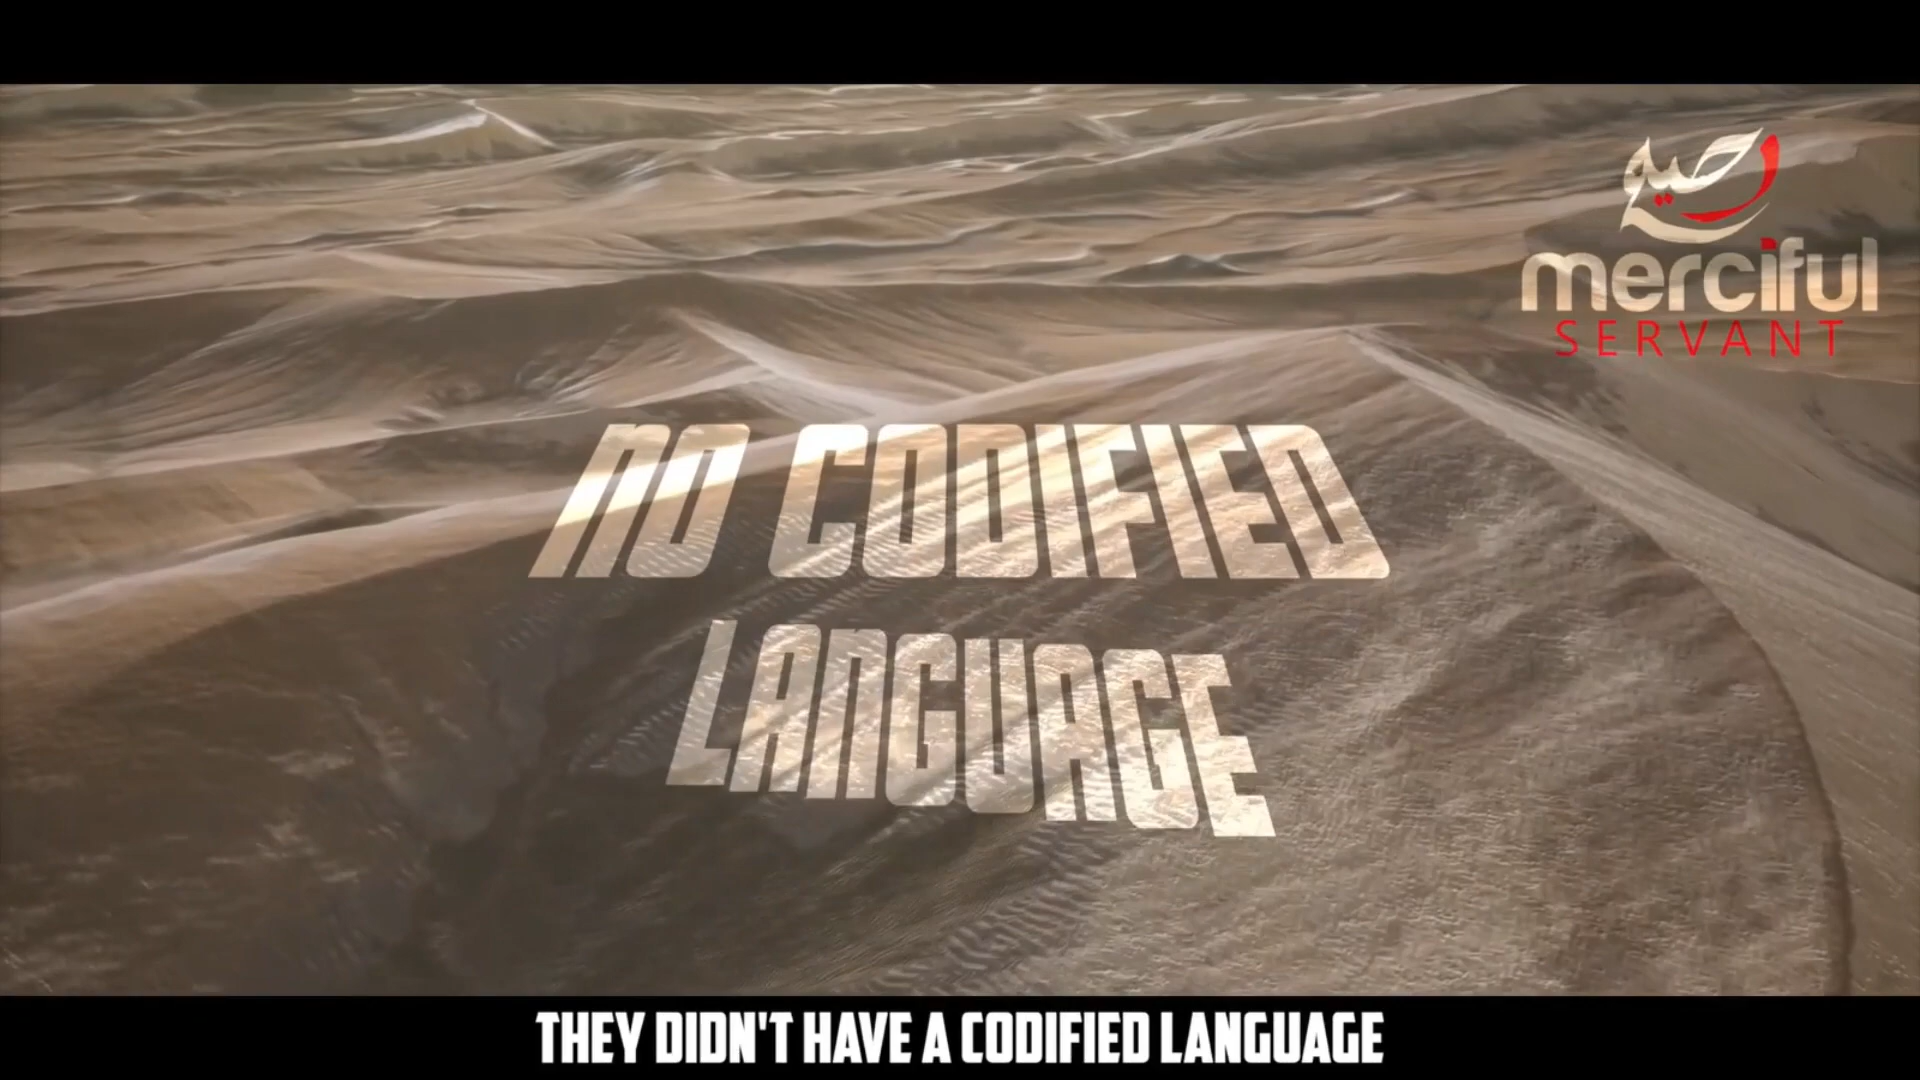 رحيم
merciful
SERVANT
NO CODIFIED
LANGUAGE
THEY DIDN'T HAVE A CODIFIED LANGUAGE